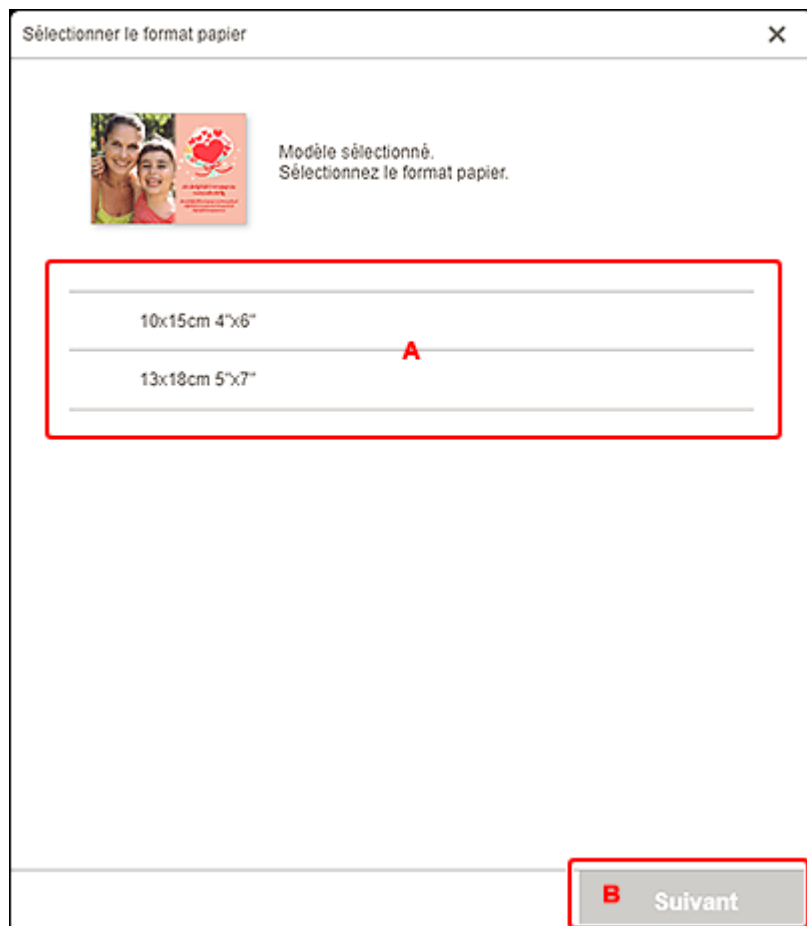 Sélectionner le format papier
Modèle sélectionné.
Sélectionnez le format papier.
10x15cm 4"x6"
A
13x18cm 5"x7"
B Suivant